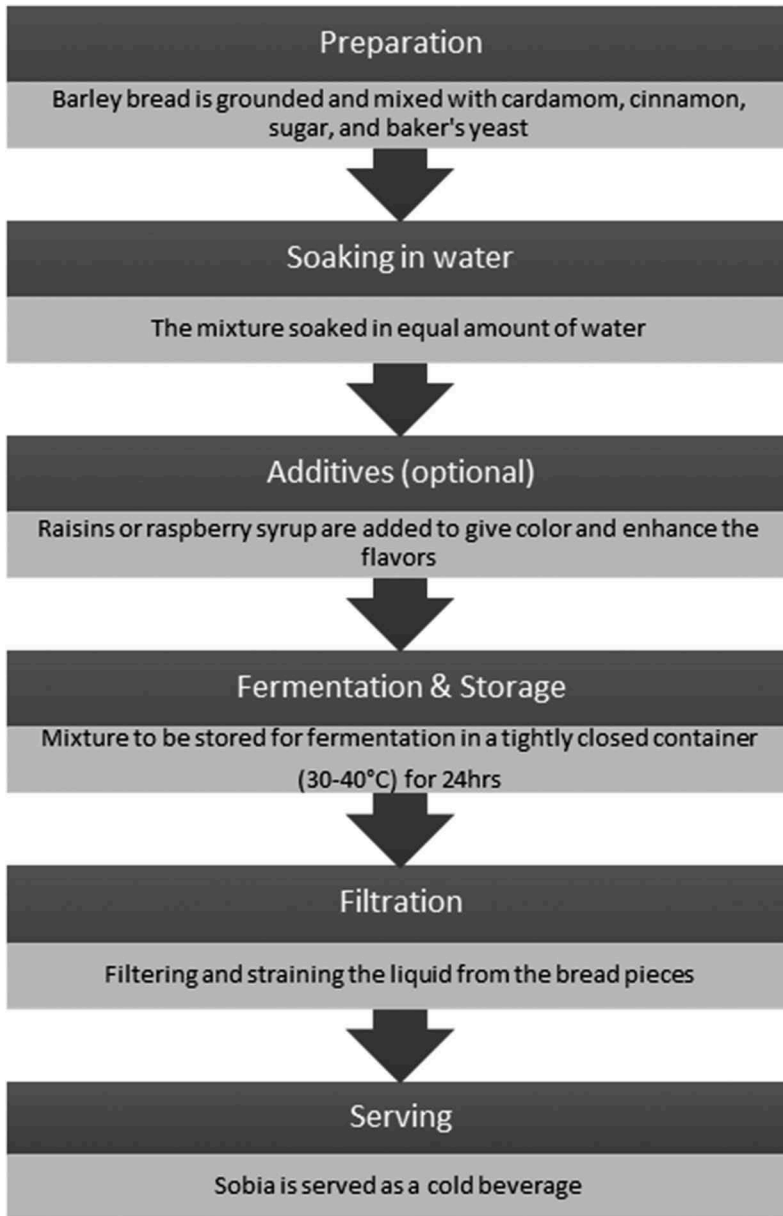 Preparation
Barley bread is grounded and mixed with cardamom, cinnamon,
sugar, and baker's yeast
Soaking in water
The mixture soaked in equal amount of water
Additives (optional)
Raisins or raspberry syrup are added to give color and enhance the
flavors
Fermentation & Storage
Mixture to be stored for fermentation in a tightly closed container
(30-40°C) for 24hrs
Filtration
Filtering and straining the liquid from the bread pieces
Serving
Sobia is served as a cold beverage